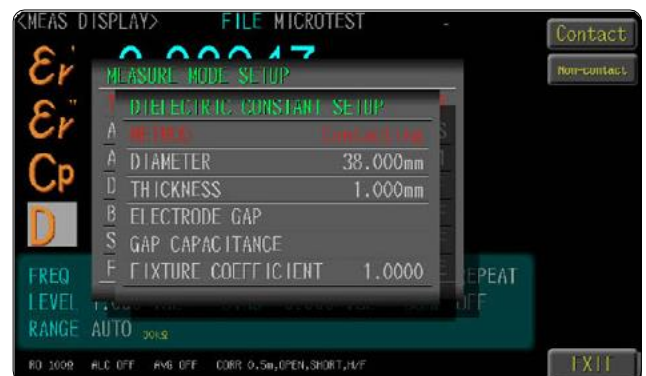 <MEAS DISPLAY> FILE MICROTEST -
Contact
Non-contact
εr'
MEASURE MODE SETUP
DIELECTRIC CONSTANT SETUP
εr"
METHOD Contacting
Cp
DIAMETER 38.000mm
THICKNESS 1.000mm
D
ELECTRODE GAP
GAP CAPACITANCE
FIXTURE COEFFICIENT 1.0000
FREQ REPEAT
LEVEL
RANGE AUTO
RO 100Ω ALC OFF AVG OFF CORR 0.5m,OPEN,SHORT,H/F
EXIT